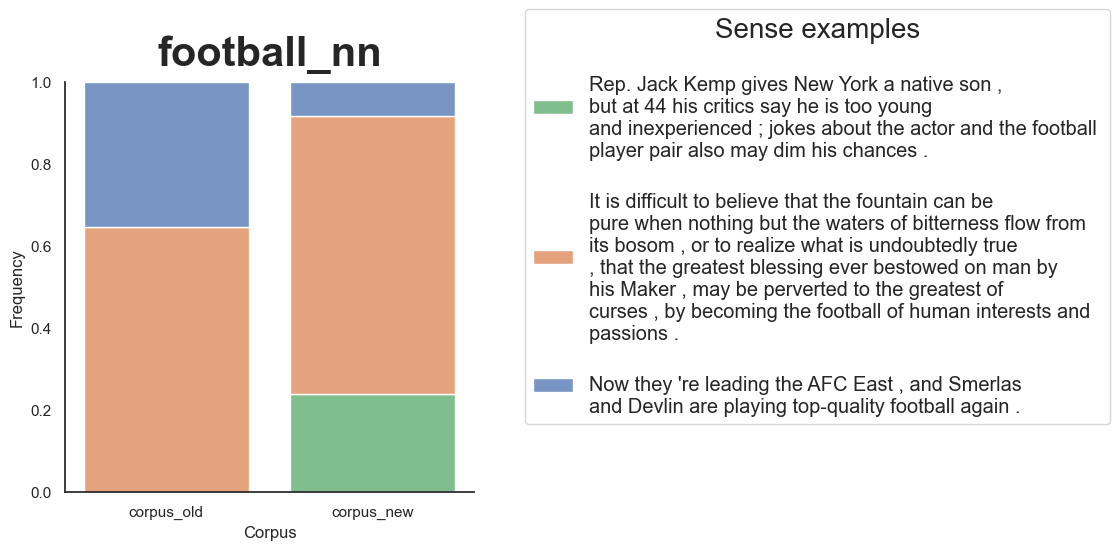 football_nn
1.0
0.8
0.6
0.4
0.2
0.0
Frequency
corpus_old
corpus_new
Corpus
Sense examples
Rep. Jack Kemp gives New York a native son ,
but at 44 his critics say he is too young
and inexperienced ; jokes about the actor and the football
player pair also may dim his chances .
It is difficult to believe that the fountain can be
pure when nothing but the waters of bitterness flow from
its bosom , or to realize what is undoubtedly true
, that the greatest blessing ever bestowed on man by
his Maker , may be perverted to the greatest of
curses , by becoming the football of human interests and
passions .
Now they 're leading the AFC East , and Smerlas
and Devlin are playing top-quality football again .